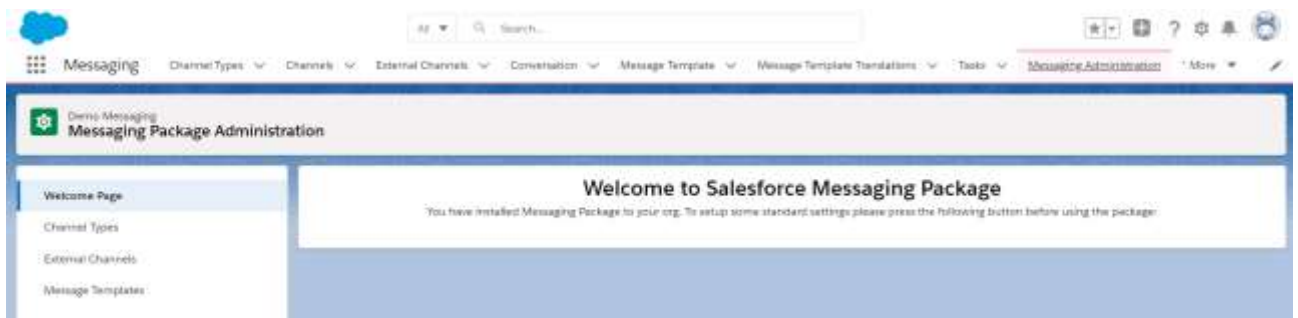 All Search...
Messaging Channel Types Channels External Channels Conversation Message Template Message Template Translations Tasks Messaging Administration * More
Demo Messaging
Messaging Package Administration
Welcome Page
Channel Types
External Channels
Message Templates
Welcome to Salesforce Messaging Package
You have installed Messaging Package to your org. To setup some standard settings please press the following button before using the package: